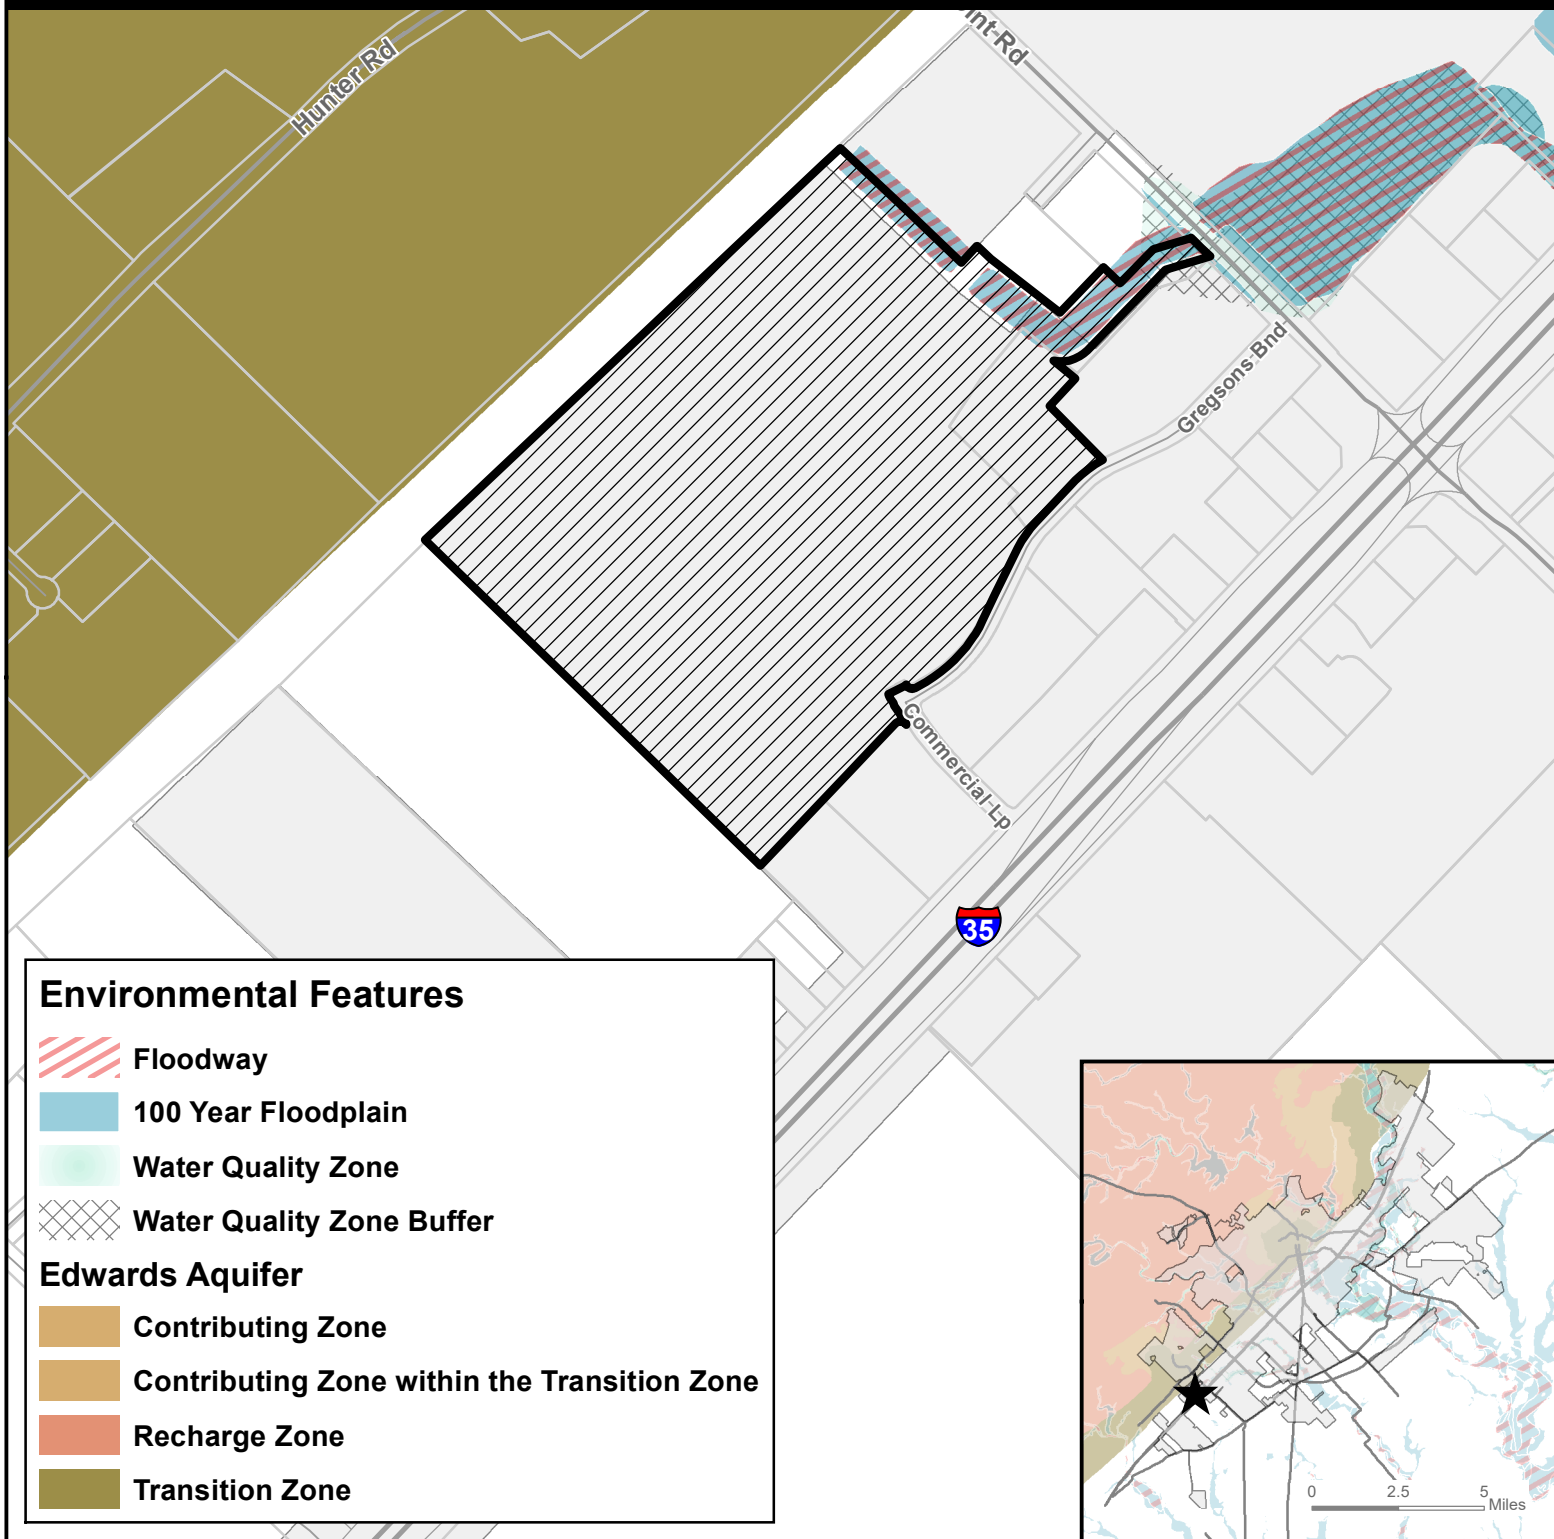 Hunter Rd
int Rd
Gregsons Bnd
Commercial Lp
35
Environmental Features
Floodway
100 Year Floodplain
Water Quality Zone
Water Quality Zone Buffer
Edwards Aquifer
Contributing Zone
Contributing Zone within the Transition Zone
Recharge Zone
Transition Zone
0 2.5 5
Miles